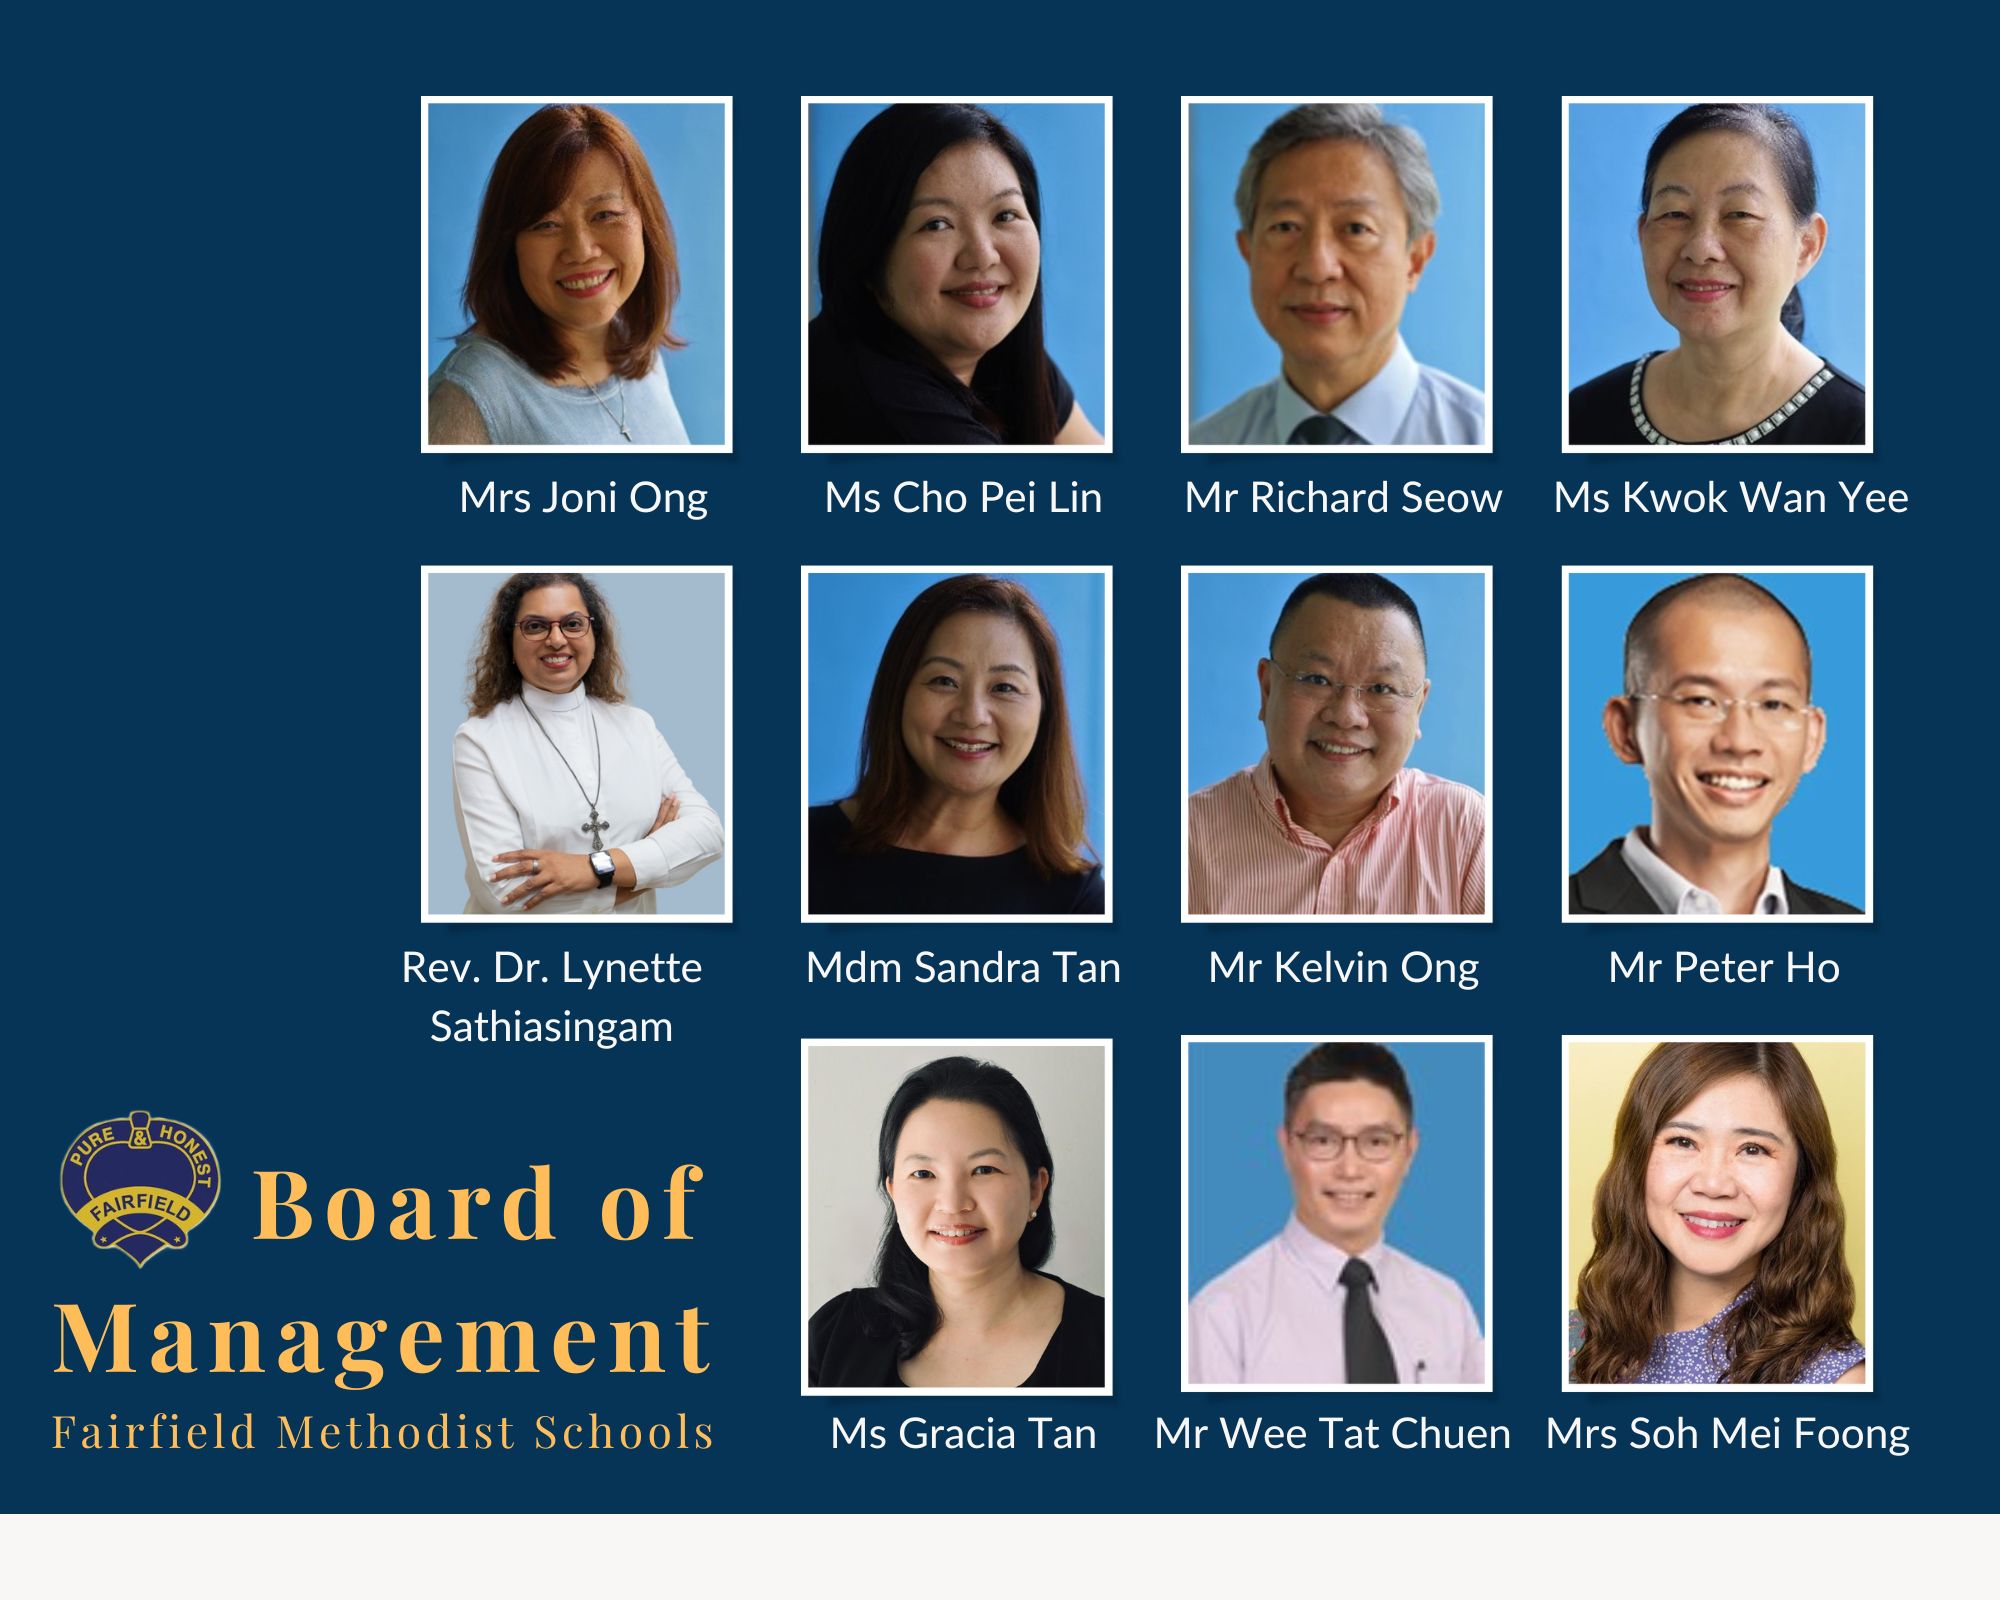 Mrs Joni Ong
Ms Cho Pei Lin
Mr Richard Seow
Ms Kwok Wan Yee
Rev. Dr. Lynette
Sathiasingam
Mdm Sandra Tan
Mr Kelvin Ong
Mr Peter Ho
PURE & HONEST
FAIRFIELD
Board of
Management
Fairfield Methodist Schools
Ms Gracia Tan
Mr Wee Tat Chuen
Mrs Soh Mei Foong